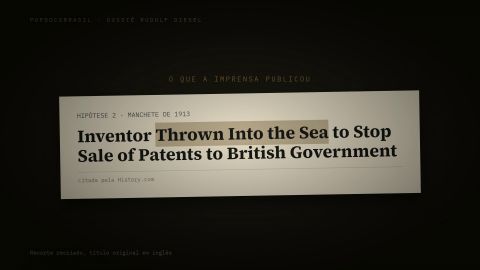 POPSOCERBASIL · DOSSIÊ RUDOLF DIESEL
O QUE A IMPRENSA PUBLICOU
HIPÓTESE 2 · MANCHETE DE 1913
Inventor Thrown Into the Sea to Stop
Sale of Patents to British Government
citada pela History.com
Recorte recriado, título original em inglês